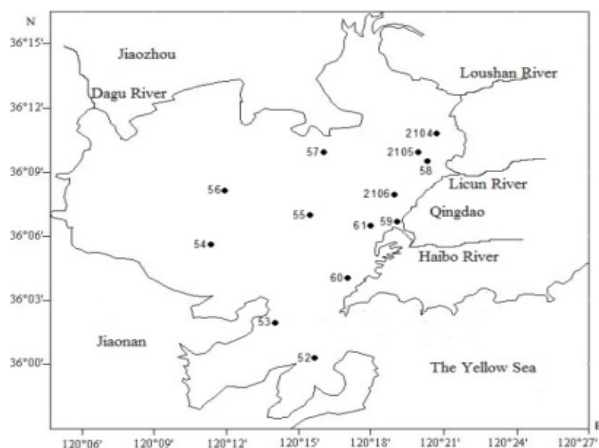 N
36°15'
Jiaozhou
Loushan River
36°12'
Dagu River
2104
57
2105
36°09'
58
56
2106
Licun River
55
59
Qingdao
61
36°06'
54
Haibo River
60
36°03'
53
Jiaonan
52
The Yellow Sea
36°00'
E
120°06' 120°09' 120°12' 120°15' 120°18' 120°21' 120°24' 120°27'